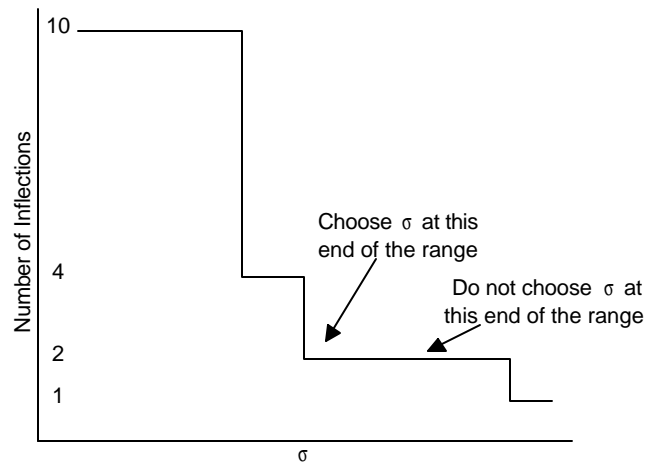 10
Number of Inflections
Choose σ at this
end of the range
4
Do not choose σ at
this end of the range
2
1
σ